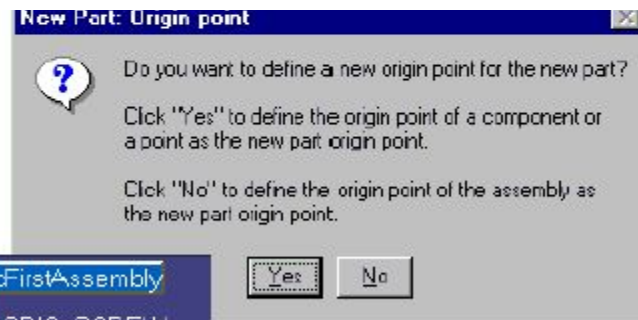 New Part: Origin point
Do you want to define a new origin point for the new part?
Click "Yes" to define the origin point of a component or
a point as the new part origin point.
Click "No" to define the origin point of the assembly as
the new part origin point.
Yes No
cFirstAssembly